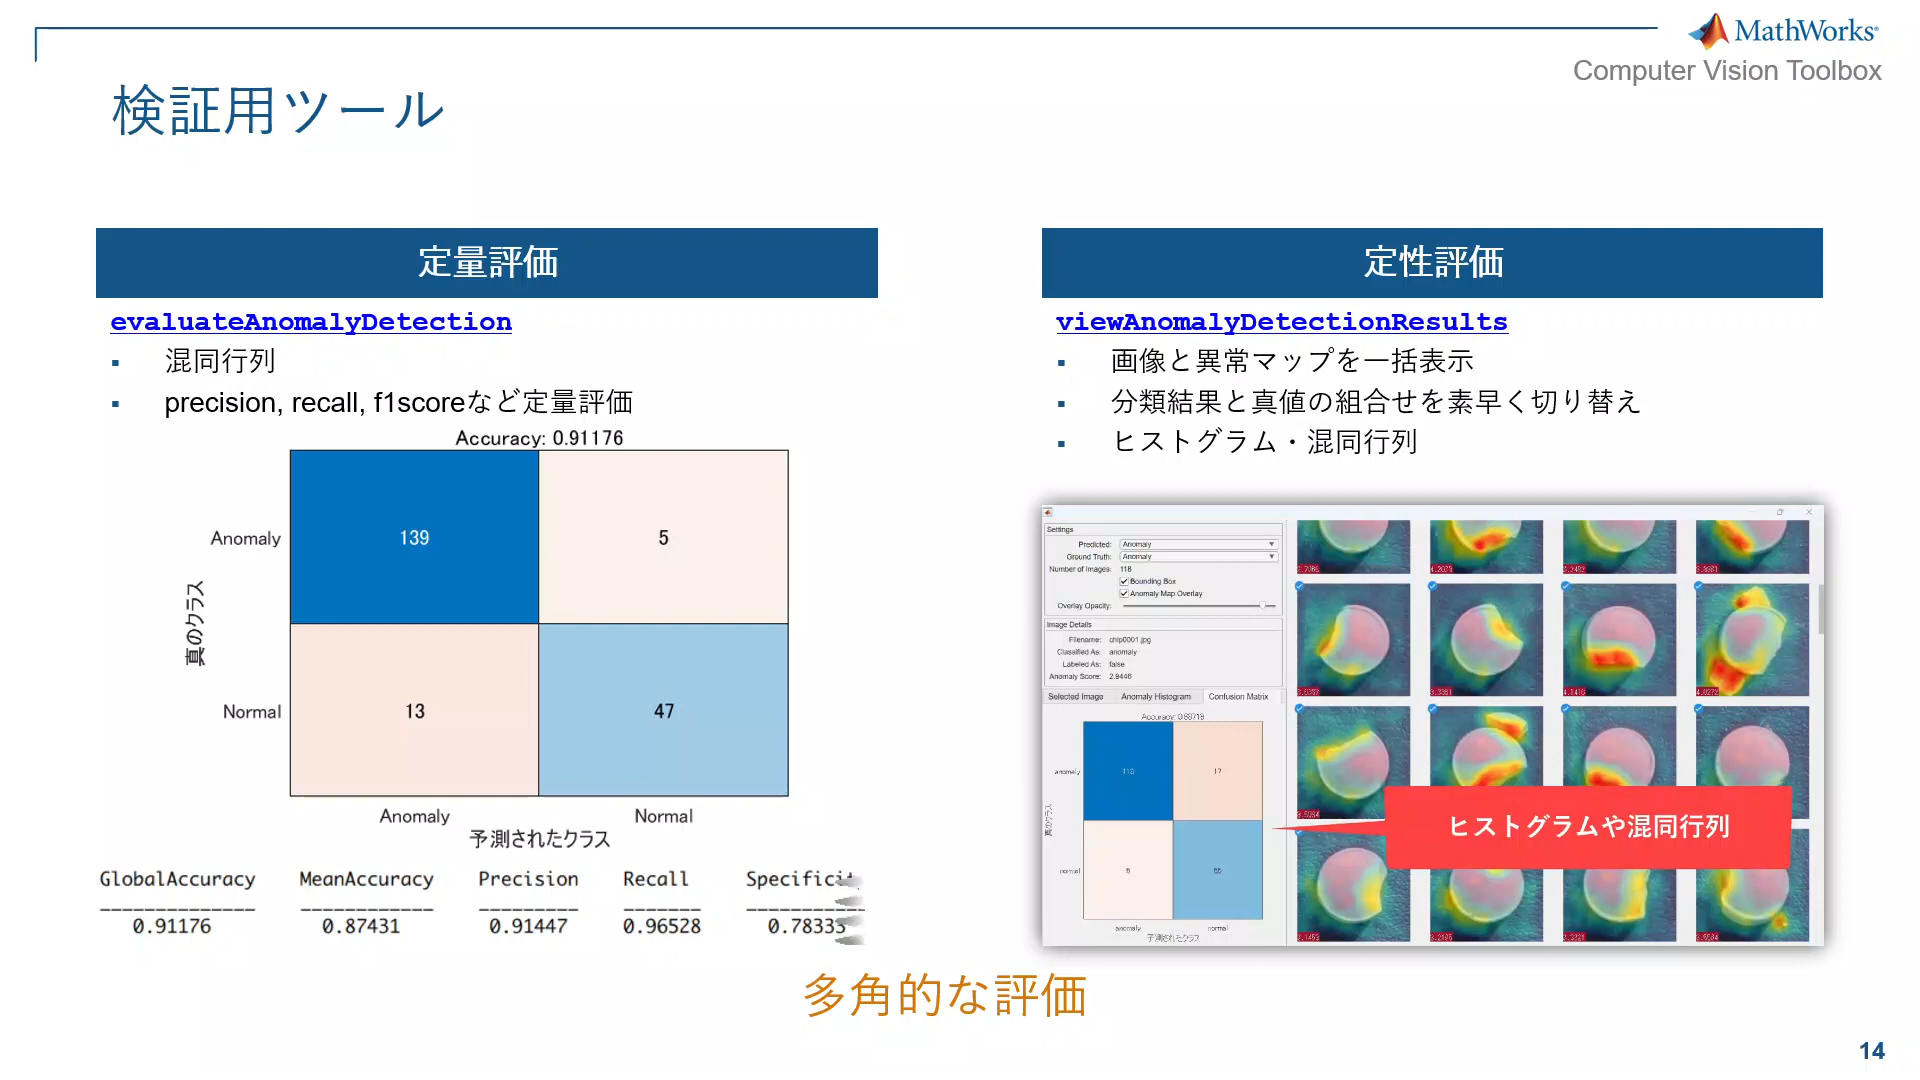 MathWorks®
Computer Vision Toolbox
検証用ツール
定量評価
evaluateAnomalyDetection
▪ 混同行列
▪ precision, recall, f1scoreなど定量評価
Accuracy: 0.91176
Anomaly 139 5
Normal 13 47
真のクラス
Anomaly Normal
予測されたクラス
GlobalAccuracy MeanAccuracy Precision Recall
0.91176 0.87431 0.91447 0.96528 0.78333
定性評価
viewAnomalyDetectionResults
▪ 画像と異常マップを一括表示
▪ 分類結果と真値の組合せを素早く切り替え
▪ ヒストグラム・混同行列
Settings
Predicted: Anomaly
Ground Truth: Anomaly
Number of Images: 118
Bounding Box
Anomaly Map Overlay
Overlay Opacity:
Image Details
Filename: chip0001.jpg
Classified As: anomaly
Labeled As: false
Anomaly Score: 2.9446
Selected Image Anomaly Histogram Confusion Matrix
anomaly 17
normal
真のクラス
anomaly normal
予測されたクラス
ヒストグラムや混同行列
多角的な評価
14